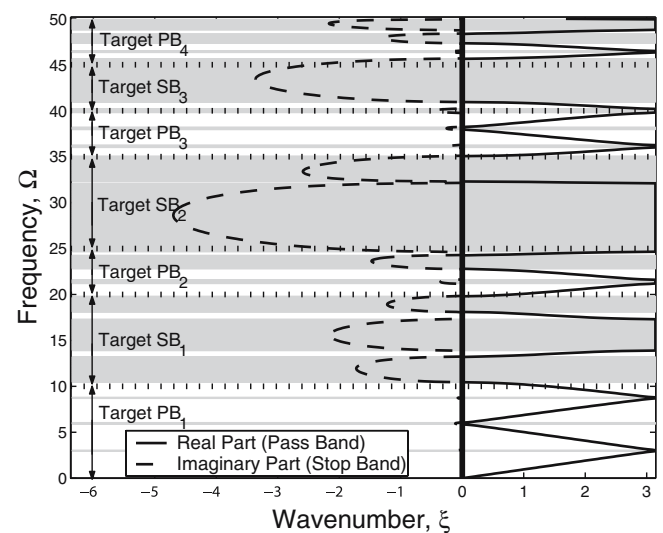 50
45
40
35
30
25
20
15
10
5
0
Frequency, Ω
Target PB4
Target SB3
Target PB3
Target SB2
Target PB2
Target SB1
Target PB1
Real Part (Pass Band)
Imaginary Part (Stop Band)
−6 −5 −4 −3 −2 −1 0 1 2 3
Wavenumber, ξ